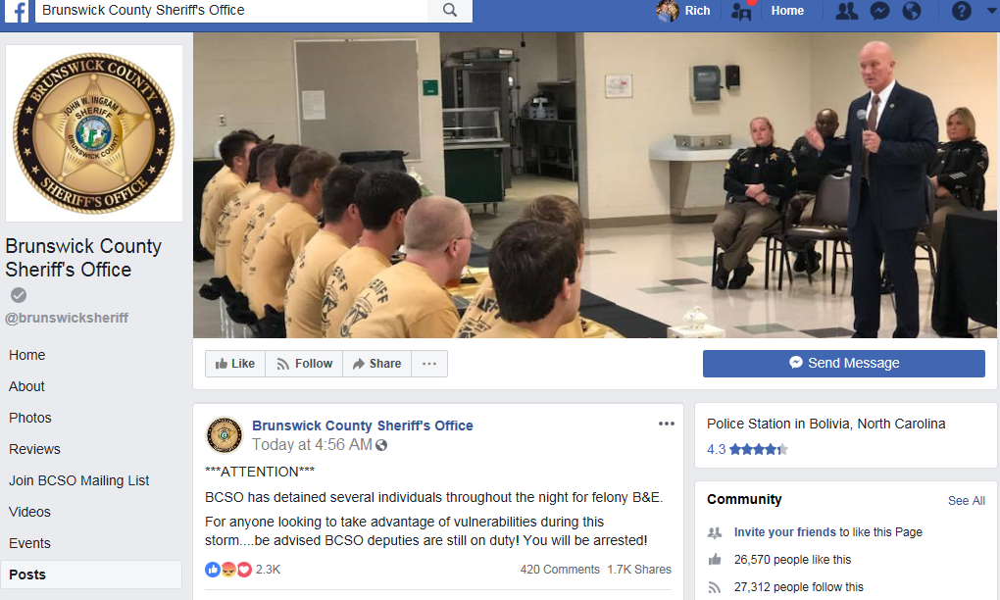 Brunswick County Sheriff's Office
Rich
Home
BRUNSWICK COUNTY
JOHN W. INGRAM V
SHERIFF
BRUNSWICK COUNTY
SHERIFF'S OFFICE
Brunswick County
Sheriff's Office
@brunswicksheriff
Home
About
Photos
Reviews
Join BCSO Mailing List
Videos
Events
Posts
Like
Follow
Share
Send Message
Brunswick County Sheriff's Office
Today at 4:56 AM
***ATTENTION***
BCSO has detained several individuals throughout the night for felony B&E.
For anyone looking to take advantage of vulnerabilities during this
storm....be advised BCSO deputies are still on duty! You will be arrested!
2.3K
420 Comments 1.7K Shares
Police Station in Bolivia, North Carolina
4.3
Community
See All
Invite your friends to like this Page
26,570 people like this
27,312 people follow this